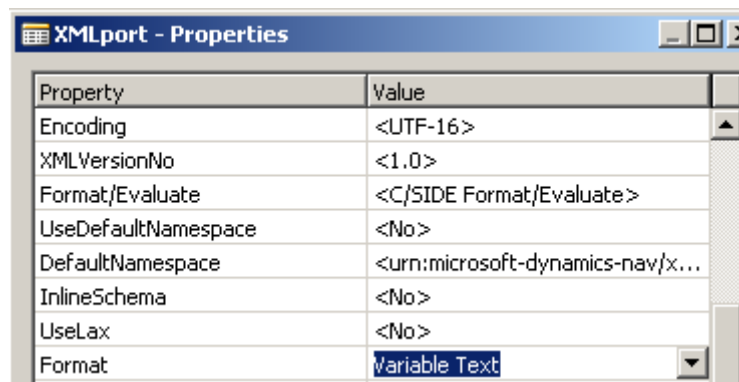 XMLport - Properties
Property Value
Encoding <UTF-16>
XMLVersionNo <1.0>
Format/Evaluate <C/SIDE Format/Evaluate>
UseDefaultNamespace <No>
DefaultNamespace <urn:microsoft-dynamics-nav/x...
InlineSchema <No>
UseLax <No>
Format Variable Text